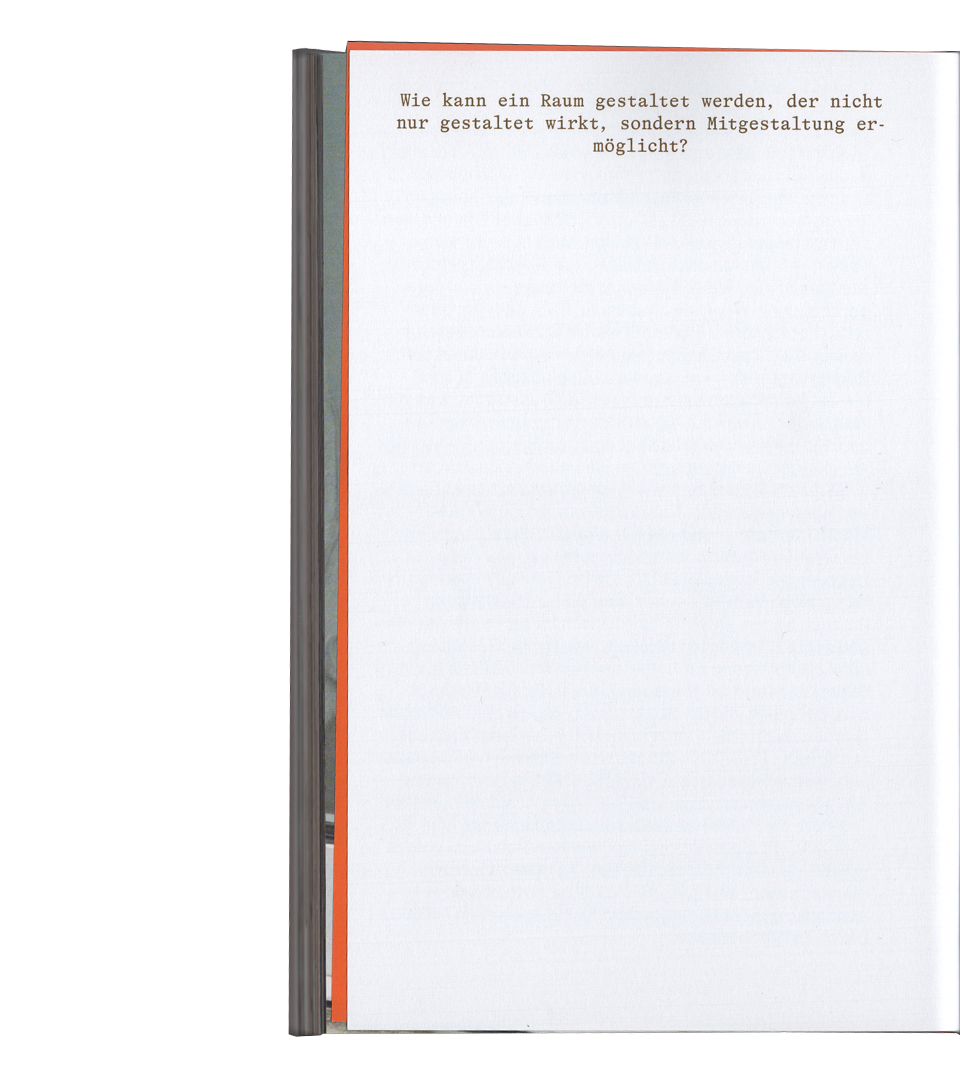 Wie kann ein Raum gestaltet werden, der nicht
nur gestaltet wirkt, sondern Mitgestaltung er-
möglicht?